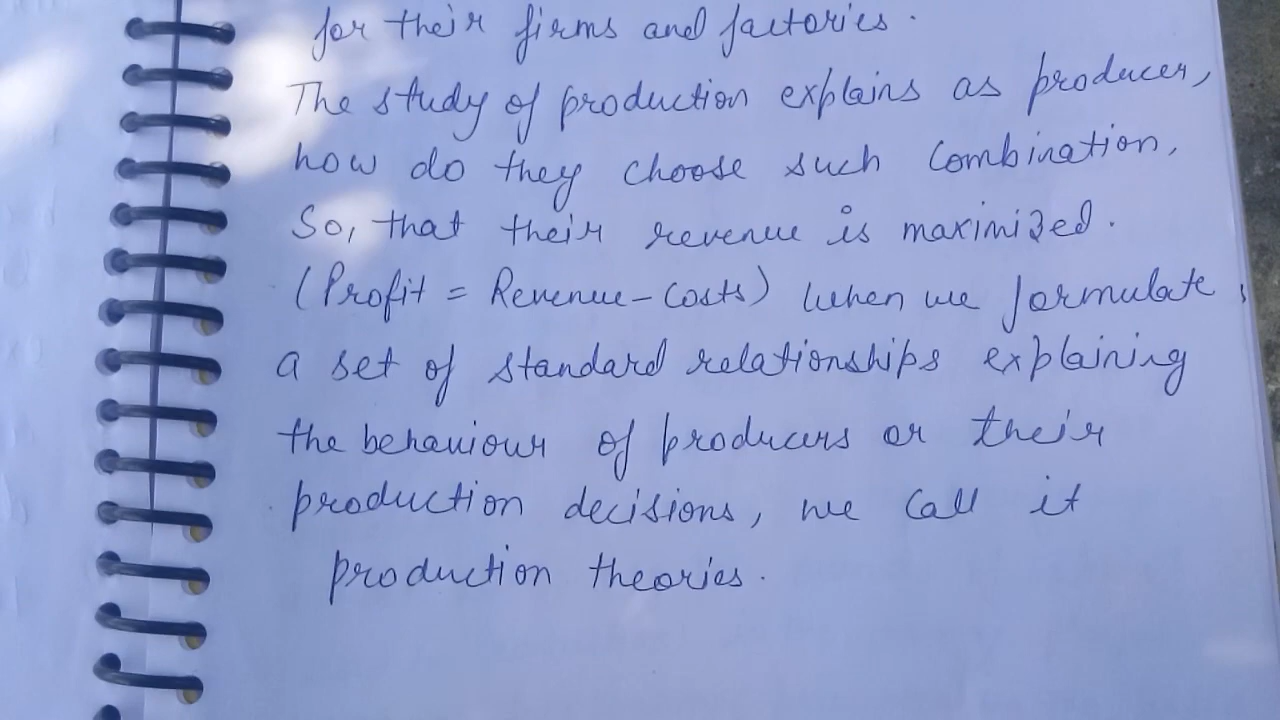 for their firms and factories.
The study of production explains as producer,
how do they choose such Combination,
So, that their revenue is maximized.
(Profit = Revenue - Costs) When we formulate,
a set of standard relationships explaining
the behaviour of producers or their
production decisions, we Call it
production theories.